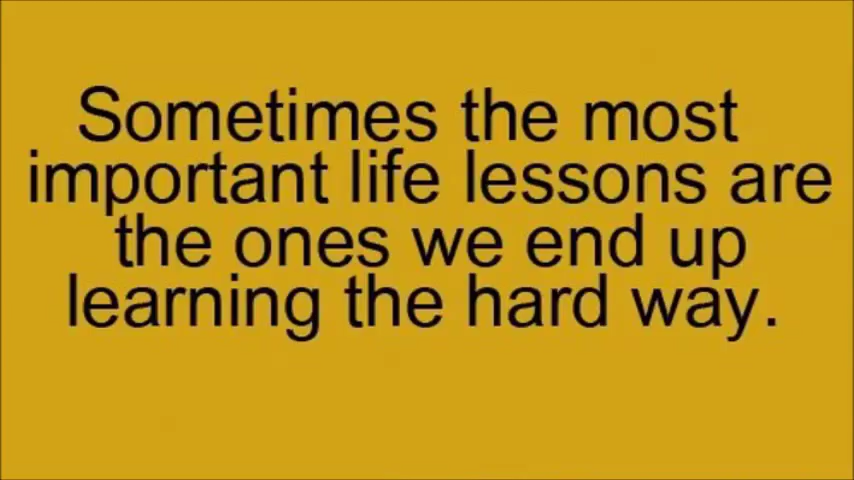 Sometimes the most
important life lessons are
the ones we end up
learning the hard way.